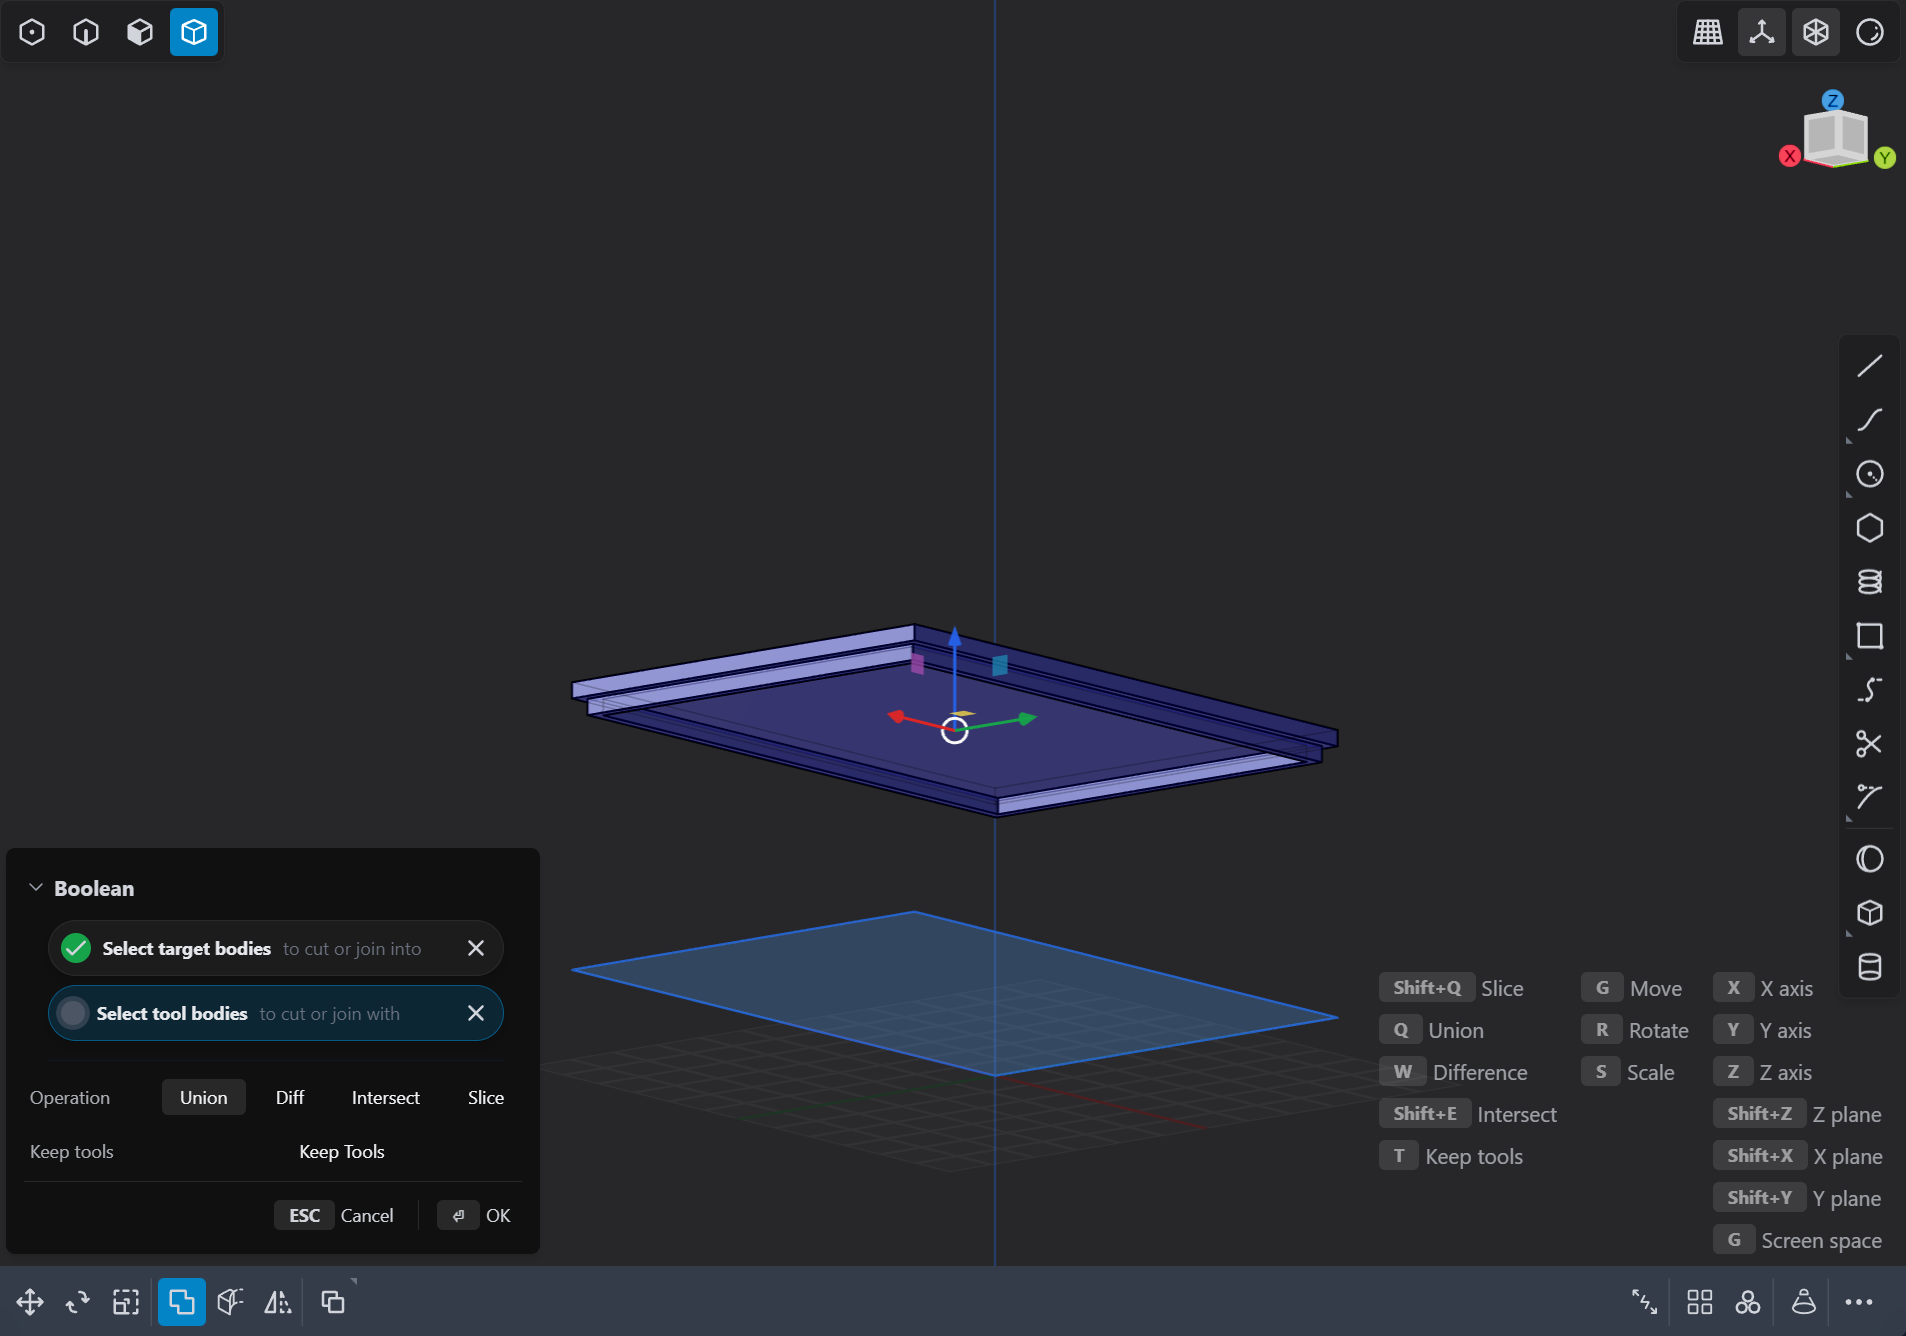 Z
X
Y
Boolean
Select target bodies to cut or join into
Select tool bodies to cut or join with
Operation Union Diff Intersect Slice
Keep tools Keep Tools
ESC Cancel OK
Shift+Q Slice G Move X X axis
Q Union R Rotate Y Y axis
W Difference S Scale Z Z axis
Shift+E Intersect Shift+Z Z plane
T Keep tools Shift+X X plane
Shift+Y Y plane
G Screen space